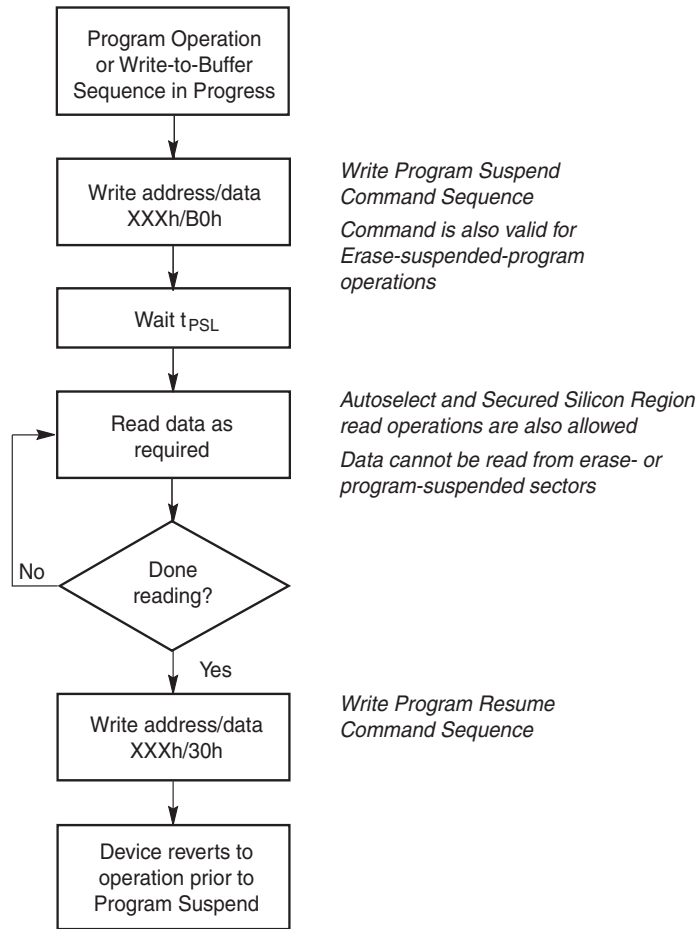 Program Operation
or Write-to-Buffer
Sequence in Progress
Write address/data
XXXh/B0h
Write Program Suspend
Command Sequence
Command is also valid for
Erase-suspended-program
operations
Wait tPSL
Read data as
required
Autoselect and Secured Silicon Region
read operations are also allowed
Data cannot be read from erase- or
program-suspended sectors
No
Done
reading?
Yes
Write address/data
XXXh/30h
Write Program Resume
Command Sequence
Device reverts to
operation prior to
Program Suspend